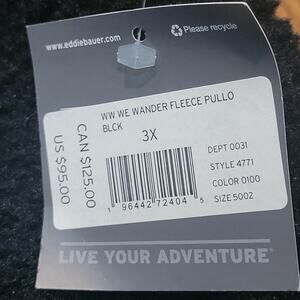 www.eddiebauer.com
Please recycle
WW WE WANDER FLEECE PULLO
BLCK
3X
CAN $125.00
US $95.00
DEPT 0031
STYLE 4771
COLOR 0100
SIZE 5002
1 96442 72404 5
LIVE YOUR ADVENTURE®